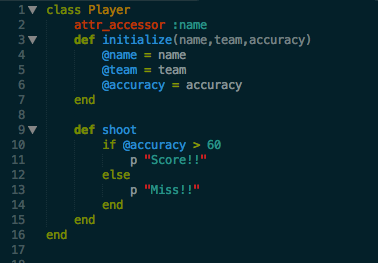 1 class Player
2 attr_accessor :name
3 def initialize(name,team,accuracy)
4 @name = name
5 @team = team
6 @accuracy = accuracy
7 end
8
9 def shoot
10 if @accuracy > 60
11 p "Score!!"
12 else
13 p "Miss!!"
14 end
15 end
16 end
17